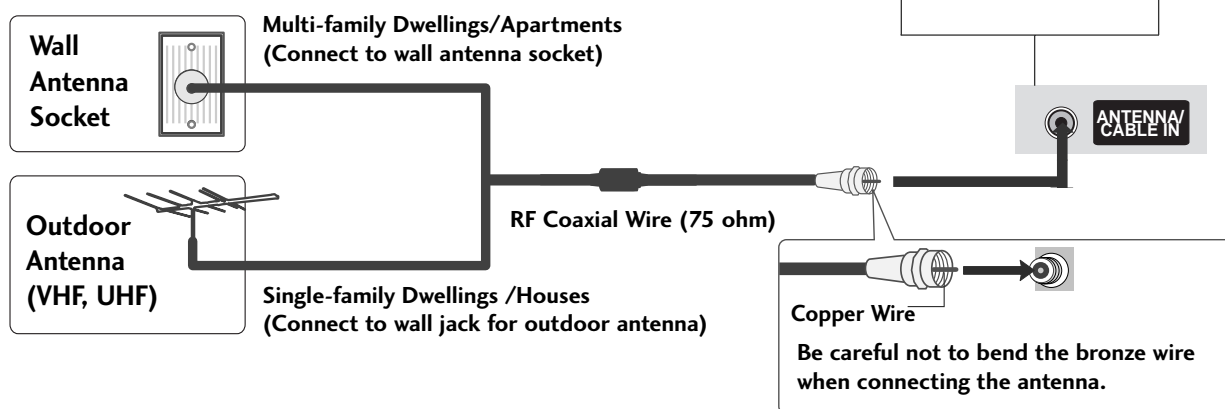 Wall
Antenna
Socket
Multi-family Dwellings/Apartments
(Connect to wall antenna socket)
ANTENNA/
CABLE IN
Outdoor
Antenna
(VHF, UHF)
RF Coaxial Wire (75 ohm)
Single-family Dwellings /Houses
(Connect to wall jack for outdoor antenna)
Copper Wire
Be careful not to bend the bronze wire
when connecting the antenna.